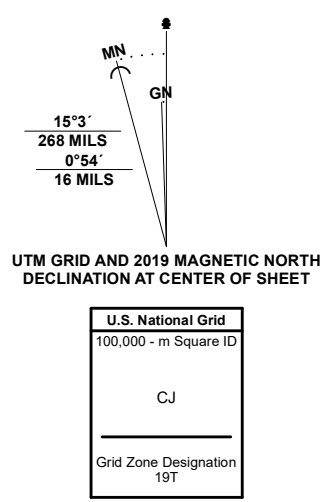 MN
GN
15°3´
268 MILS
0°54´
16 MILS
UTM GRID AND 2019 MAGNETIC NORTH
DECLINATION AT CENTER OF SHEET
U.S. National Grid
100,000 - m Square ID
CJ
Grid Zone Designation
19T